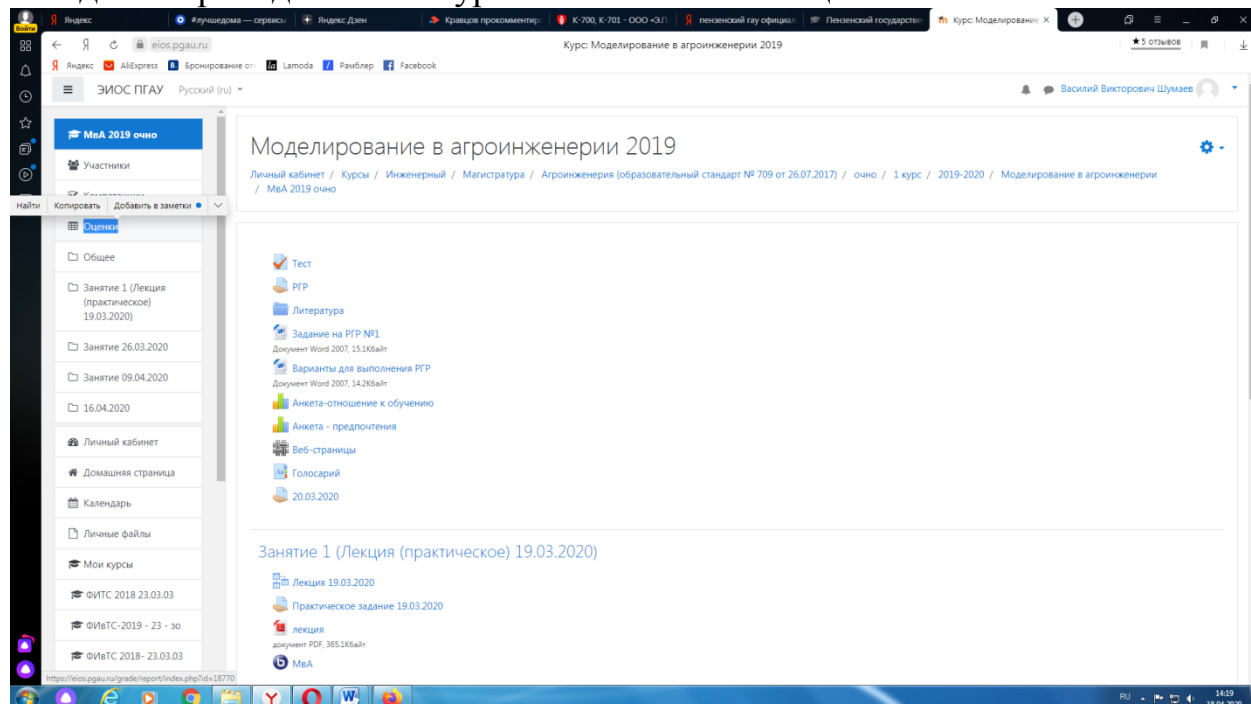 Яндекс
#лучшедома — сервисы
Яндекс Дзен
Кравцов прокомментиро
К-700, К-701 - ООО «З.П.
пензенский гау официал
Пензенский государстве
Курс: Моделирование
Войти
eios.pgau.ru
Курс: Моделирование в агроинженерии 2019
★5 отзывов
Яндекс
AliExpress
Бронирование от
Lamoda
Рамблер
Facebook
ЭИОС ПГАУ
Русский (ru)
Василий Викторович Шумаев
МвА 2019 очно
Участники
Найти
Копировать
Добавить в заметки
Оценки
Общее
Занятие 1 (Лекция
(практическое)
19.03.2020)
Занятие 26.03.2020
Занятие 09.04.2020
16.04.2020
Личный кабинет
Домашняя страница
Календарь
Личные файлы
Мои курсы
ФИТС 2018 23.03.03
ФИвТС-2019 - 23 - зо
ФИвТС 2018- 23.03.03
Моделирование в агроинженерии 2019
Личный кабинет / Курсы / Инженерный / Магистратура / Агроинженерия (образовательный стандарт № 709 от 26.07.2017) / очно / 1 курс / 2019-2020 / Моделирование в агроинженерии
/ МвА 2019 очно
Тест
РГР
Литература
Задание на РГР №1
Документ Word 2007, 15.1Кбайт
Варианты для выполнения РГР
Документ Word 2007, 14.2Кбайт
Анкета-отношение к обучению
Анкета - предпочтения
Веб-страницы
Голосарий
20.03.2020
Занятие 1 (Лекция (практическое) 19.03.2020)
Лекция 19.03.2020
Практическое задание 19.03.2020
лекция
документ PDF, 365.1Кбайт
МвА
https://eios.pgau.ru/grade/report/index.php?id=18770
RU
14:19